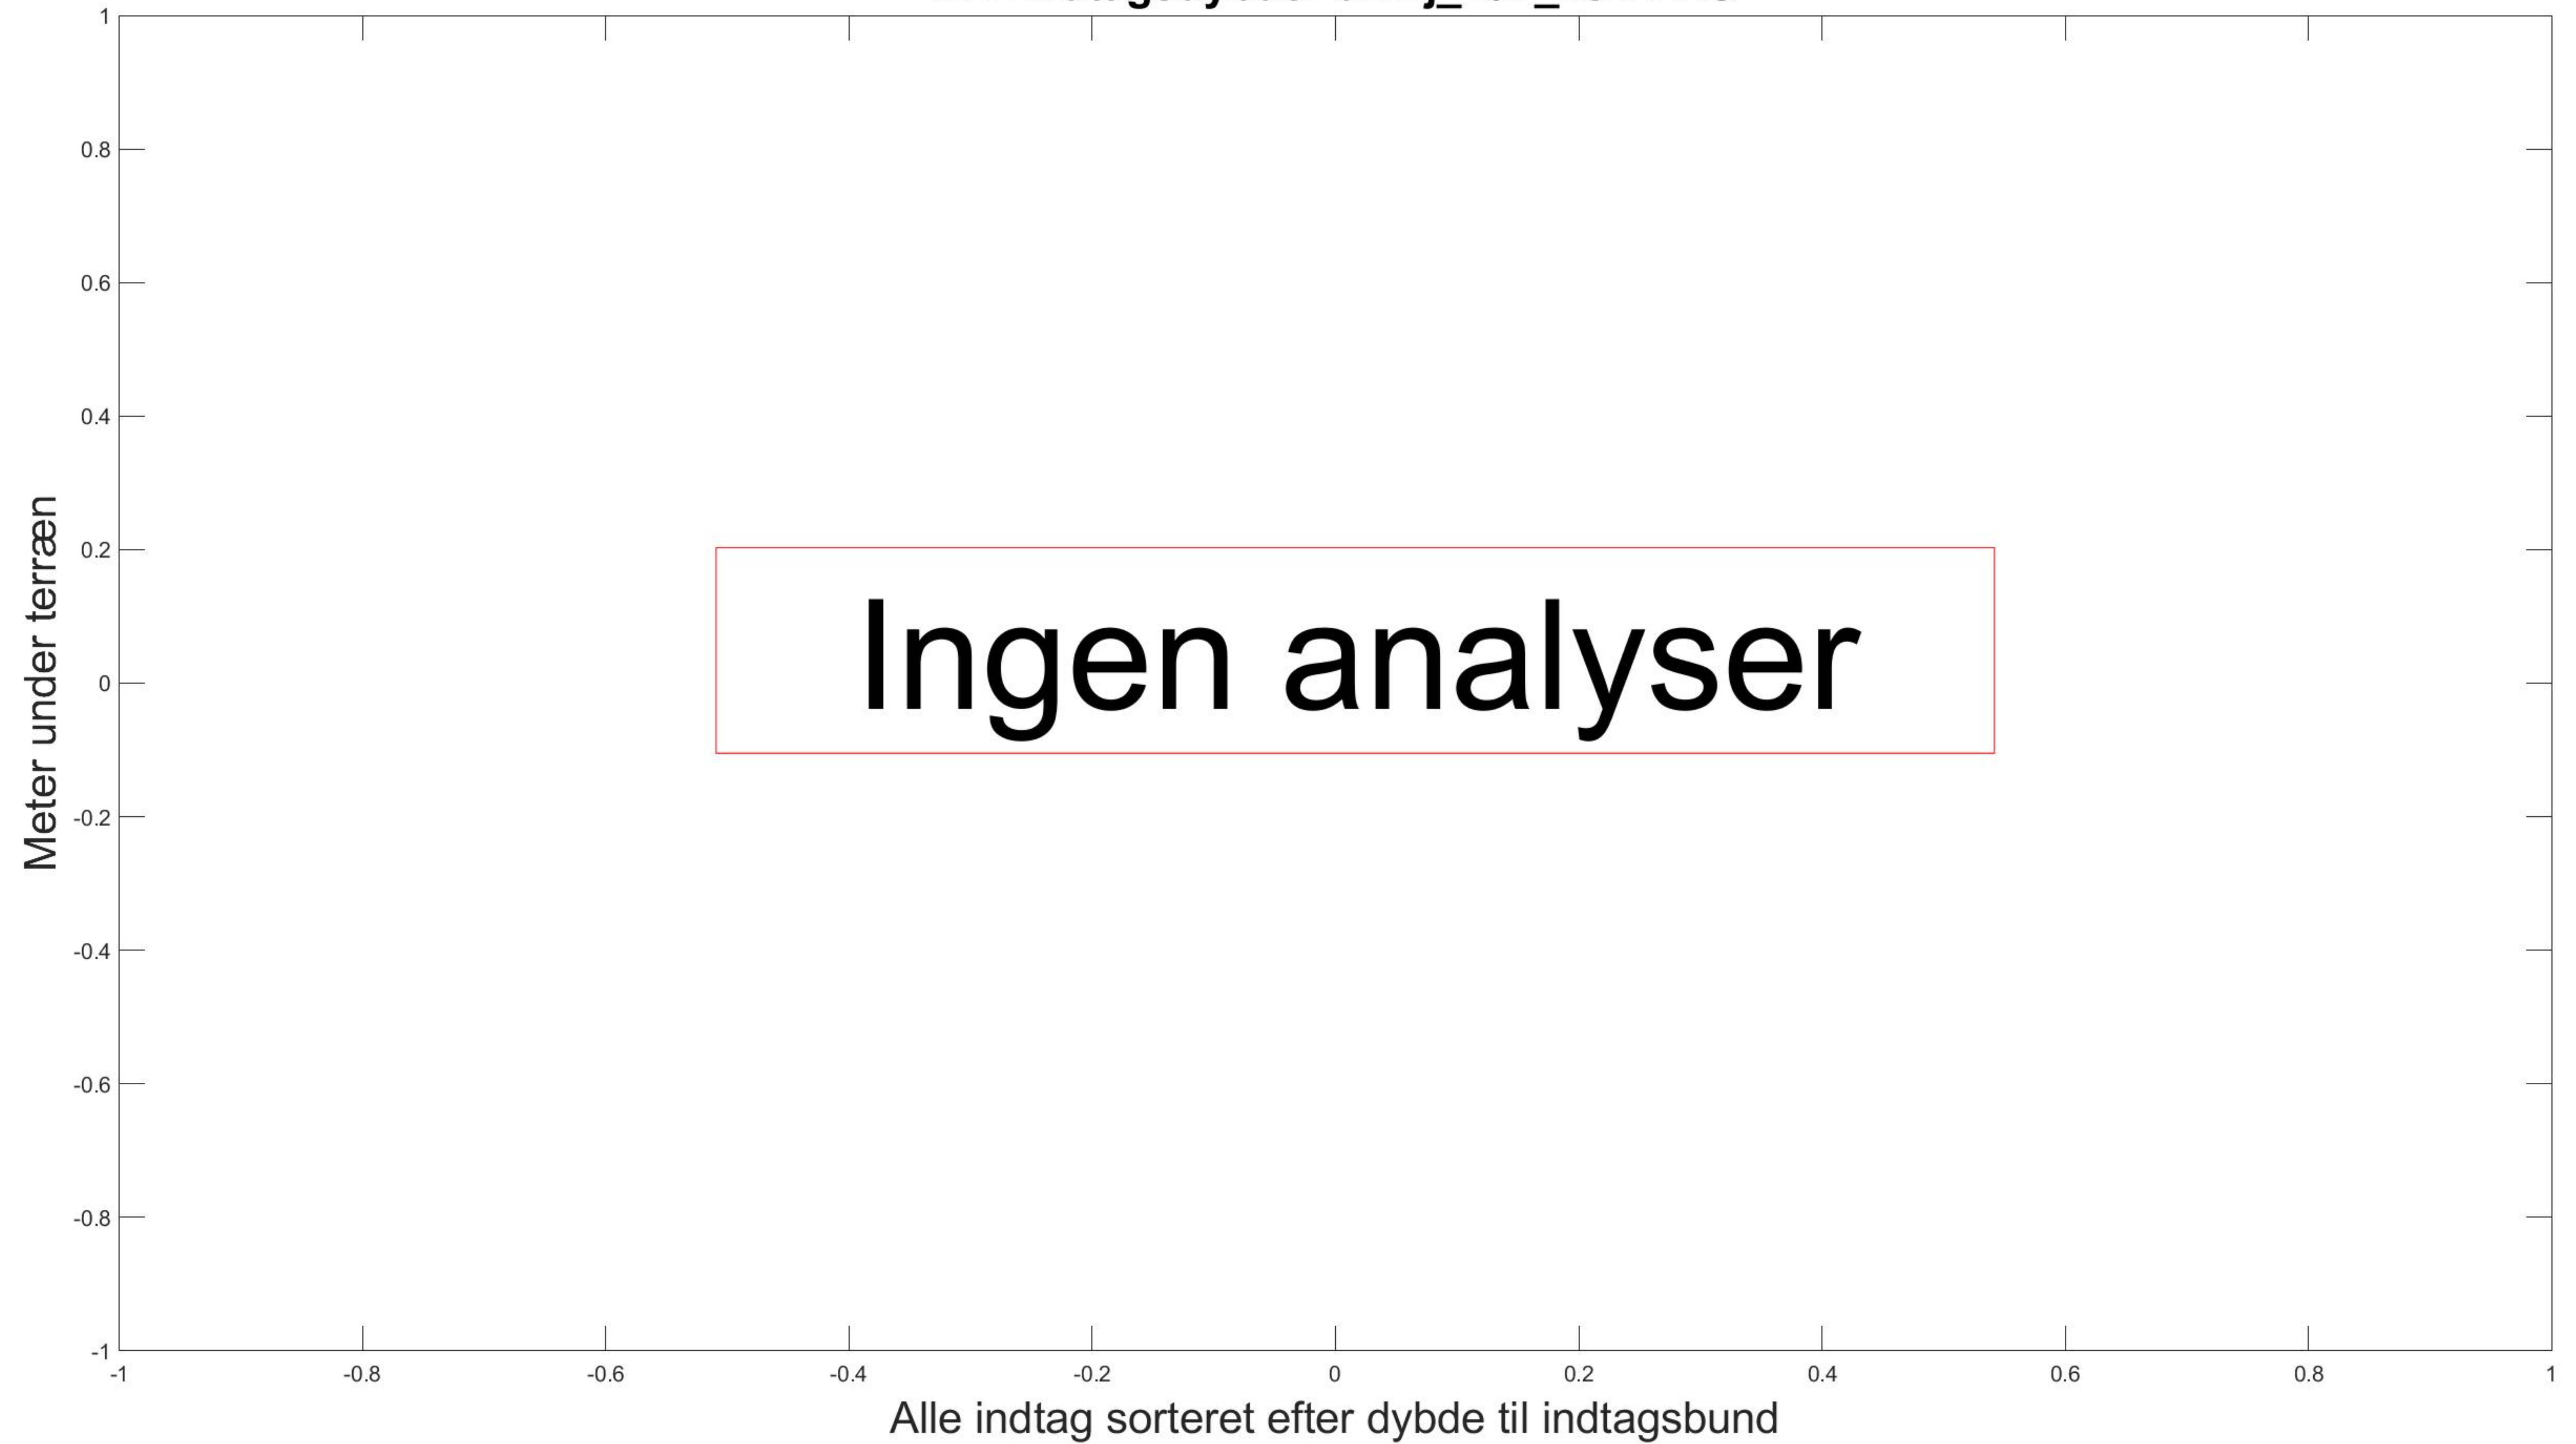 1
0.8
0.6
0.4
0.2
0
-0.2
-0.4
-0.6
-0.8
-1
Meter under terræn
Ingen analyser
-1 -0.8 -0.6 -0.4 -0.2 0 0.2 0.4 0.6 0.8 1
Alle indtag sorteret efter dybde til indtagsbund